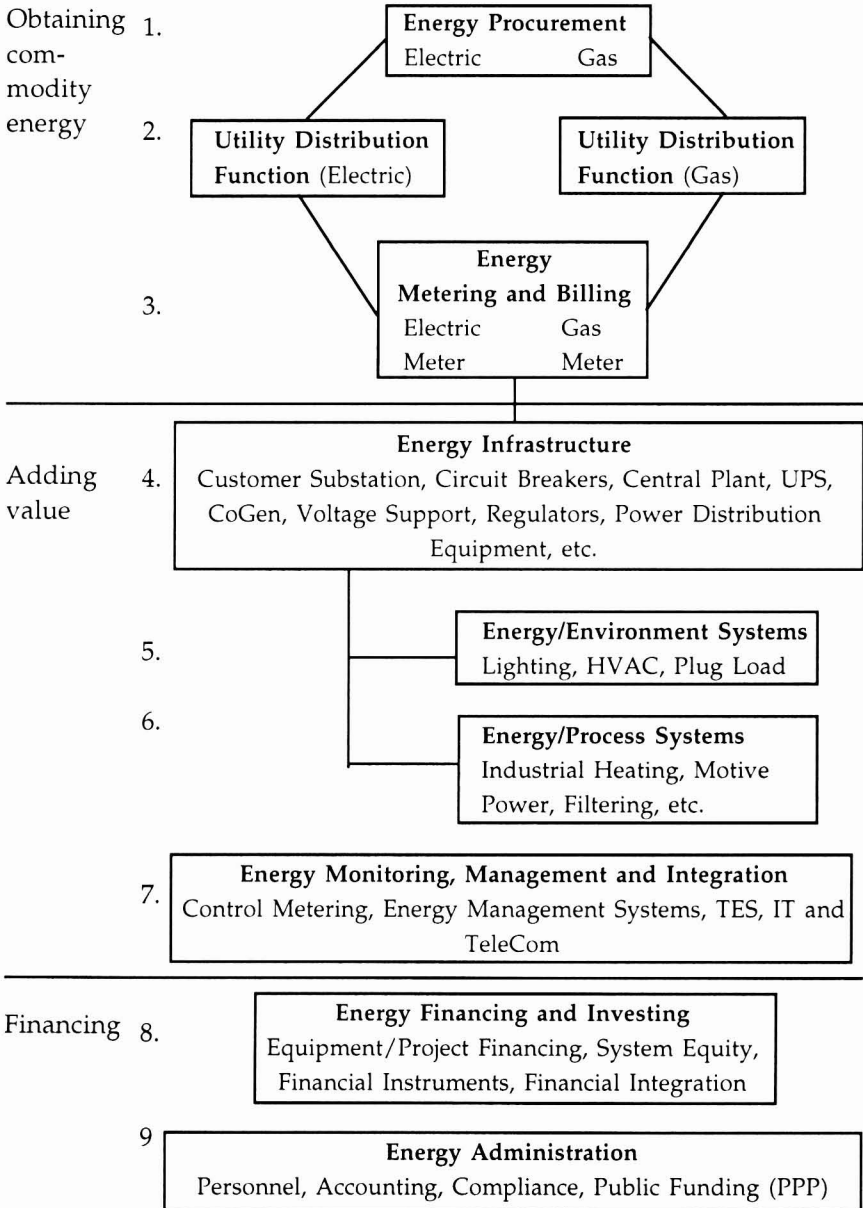 Obtaining
com-
modity
energy
1.
Energy Procurement
Electric Gas
2.
Utility Distribution
Function (Electric)
Utility Distribution
Function (Gas)
3.
Energy
Metering and Billing
Electric Gas
Meter Meter
Adding
value
4.
Energy Infrastructure
Customer Substation, Circuit Breakers, Central Plant, UPS,
CoGen, Voltage Support, Regulators, Power Distribution
Equipment, etc.
5.
Energy/Environment Systems
Lighting, HVAC, Plug Load
6.
Energy/Process Systems
Industrial Heating, Motive
Power, Filtering, etc.
7.
Energy Monitoring, Management and Integration
Control Metering, Energy Management Systems, TES, IT and
TeleCom
Financing
8.
Energy Financing and Investing
Equipment/Project Financing, System Equity,
Financial Instruments, Financial Integration
9
Energy Administration
Personnel, Accounting, Compliance, Public Funding (PPP)